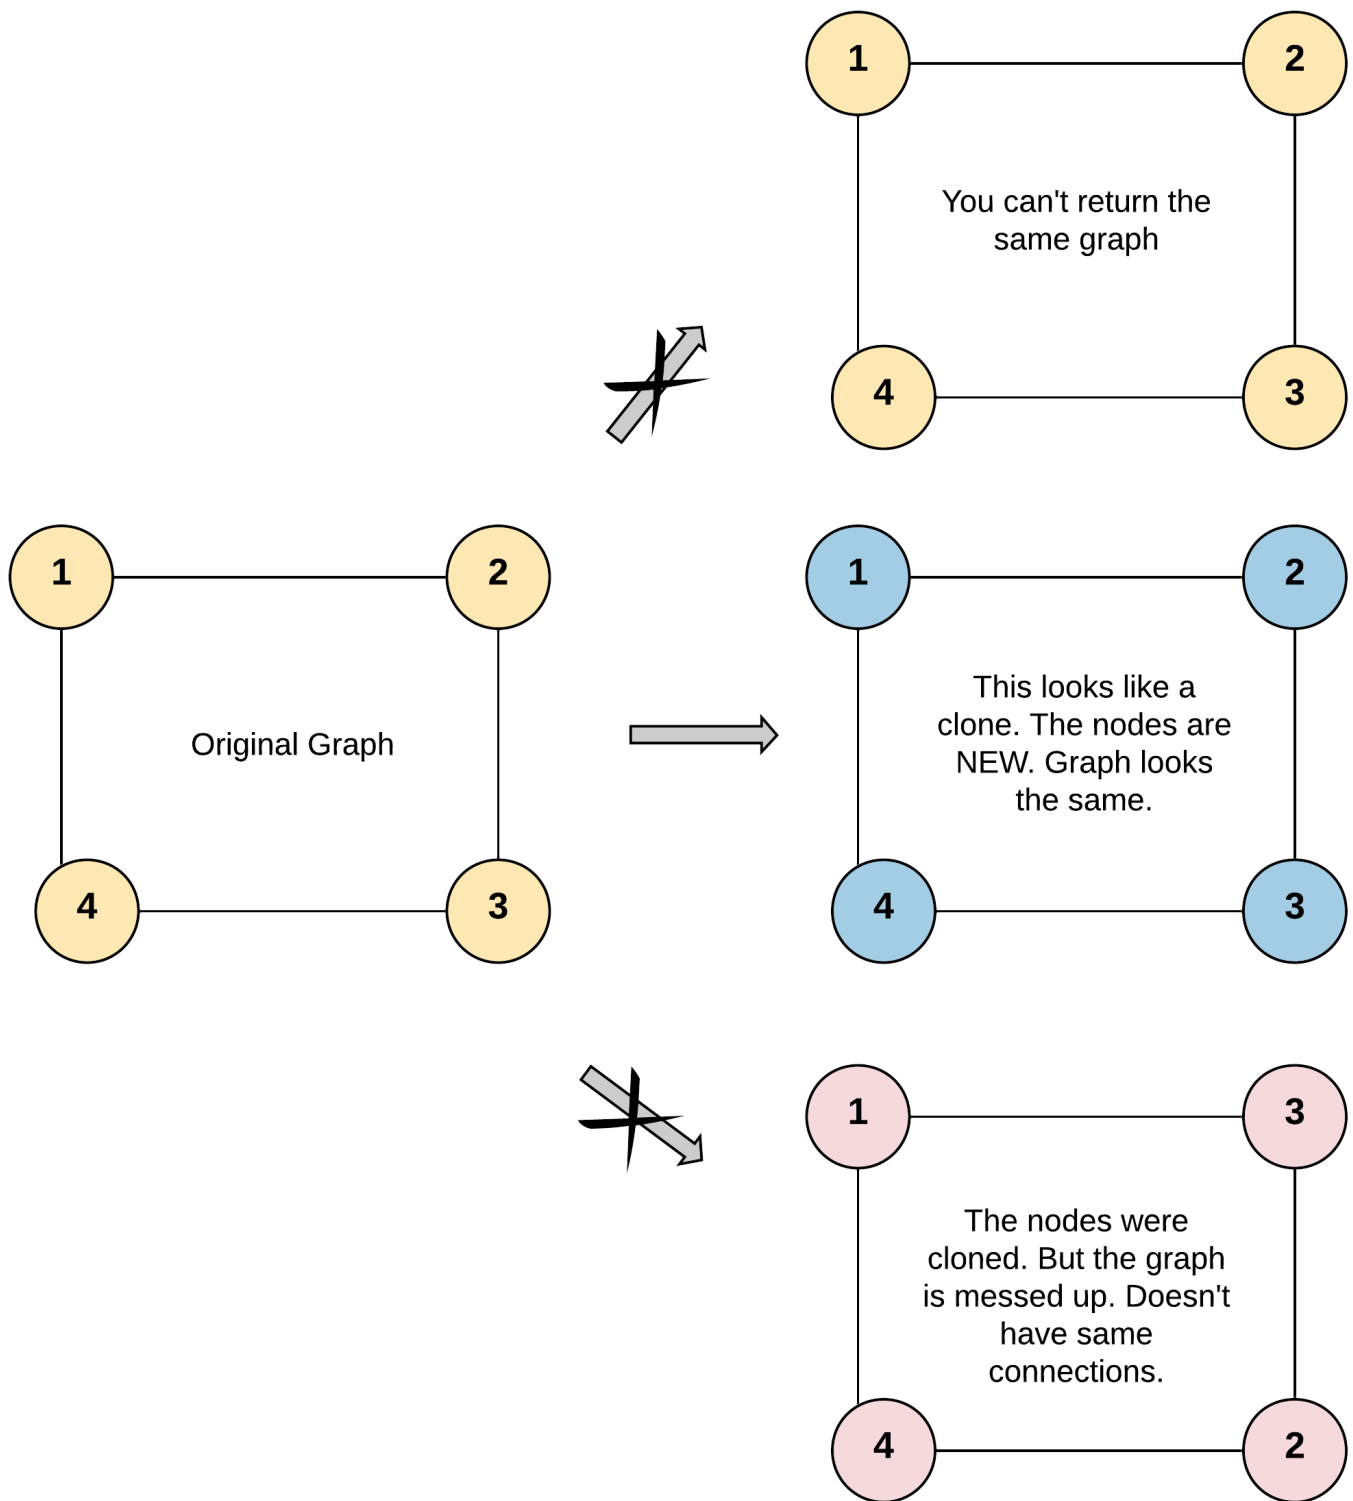 1
2
You can't return the
same graph
4
3
1
2
Original Graph
4
3
1
2
This looks like a
clone. The nodes are
NEW. Graph looks
the same.
4
3
1
3
The nodes were
cloned. But the graph
is messed up. Doesn't
have same
connections.
4
2